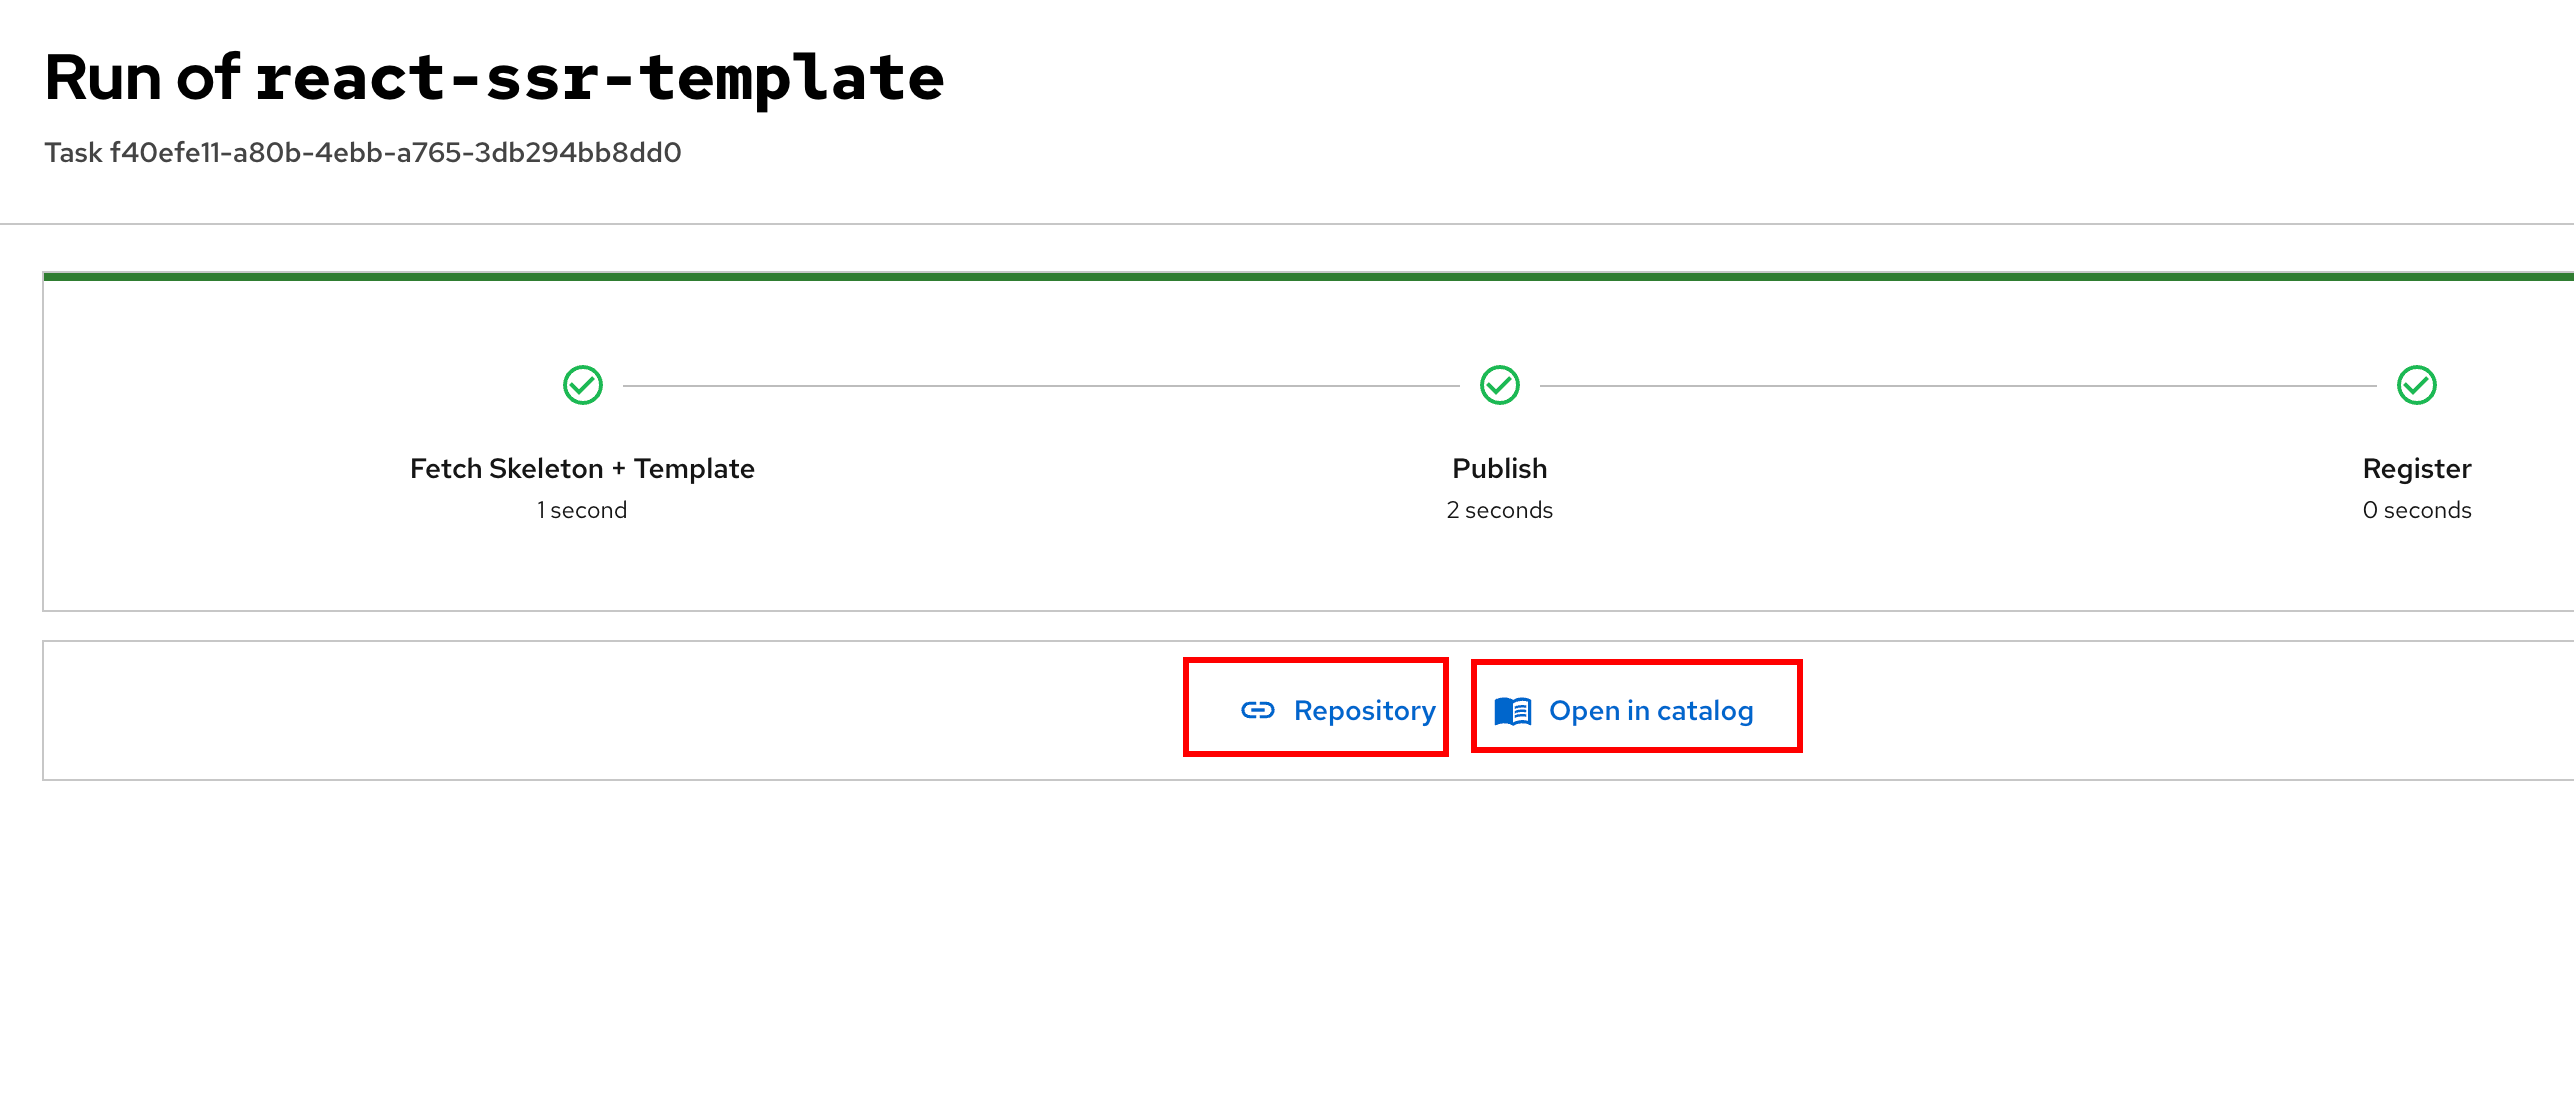 Run of react-ssr-template
Task f40efe11-a80b-4ebb-a765-3db294bb8dd0
Fetch Skeleton + Template
1 second
Publish
2 seconds
Register
0 seconds
Repository
Open in catalog